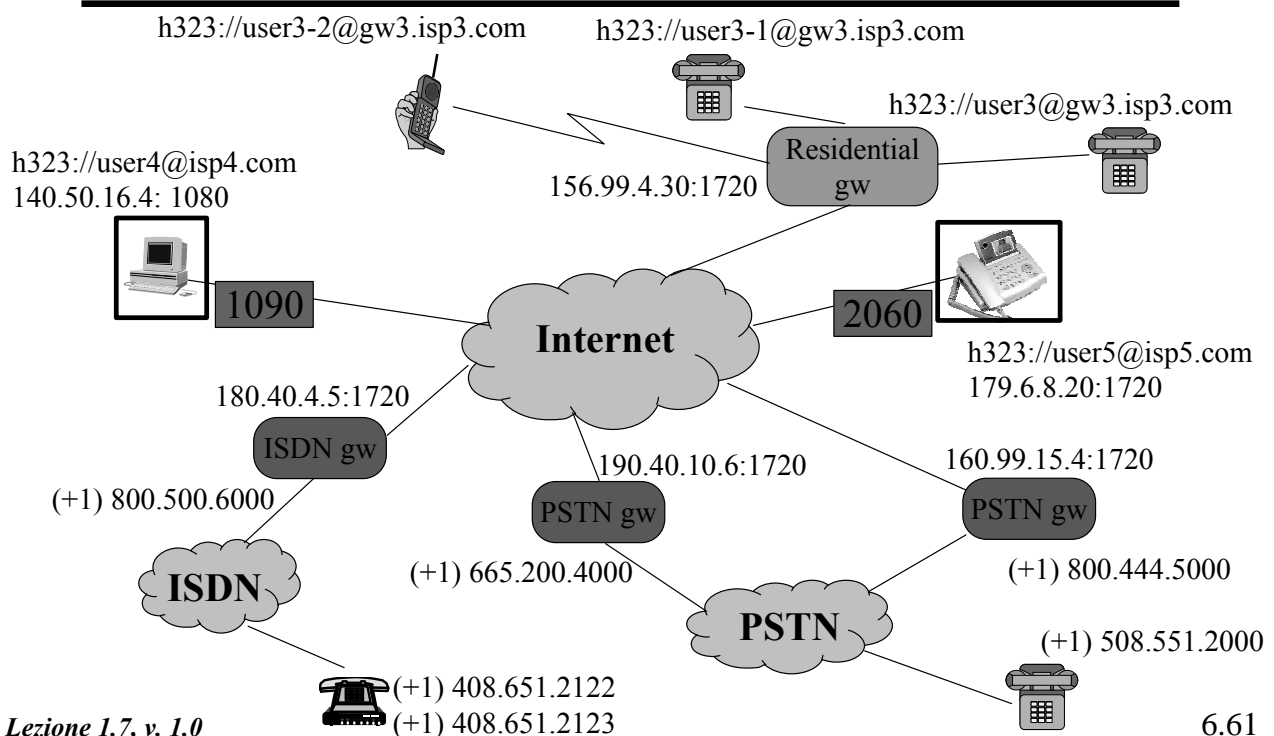 h323://user3-2@gw3.isp3.com
h323://user3-1@gw3.isp3.com
h323://user3@gw3.isp3.com
Residential
gw
156.99.4.30:1720
h323://user4@isp4.com
140.50.16.4: 1080
1090
Internet
2060
h323://user5@isp5.com
179.6.8.20:1720
180.40.4.5:1720
ISDN gw
190.40.10.6:1720
160.99.15.4:1720
(+1) 800.500.6000
PSTN gw
PSTN gw
(+1) 665.200.4000
(+1) 800.444.5000
ISDN
PSTN
(+1) 508.551.2000
(+1) 408.651.2122
(+1) 408.651.2123
Lezione 1.7, v. 1.0
6.61